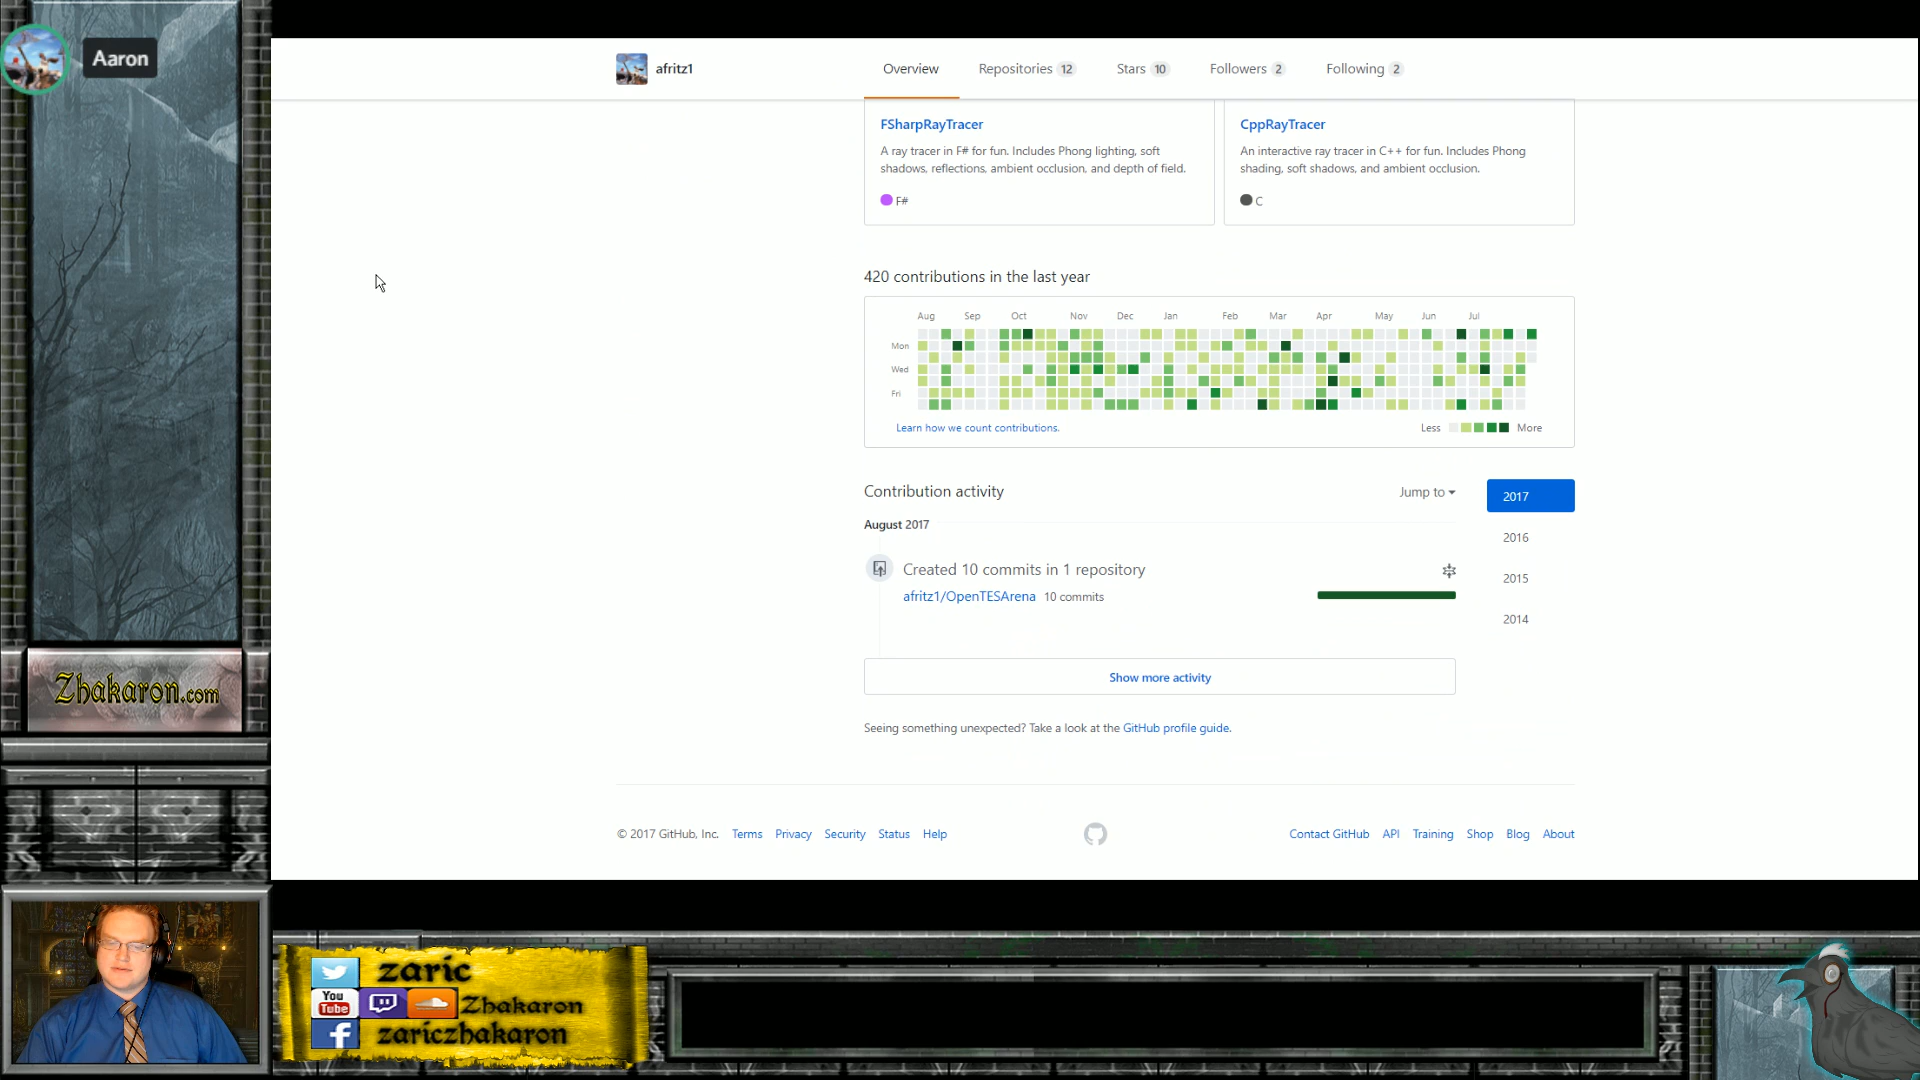 Aaron
afritz1
Overview
Repositories 12
Stars 10
Followers 2
Following 2
FSharpRayTracer
A ray tracer in F# for fun. Includes Phong lighting, soft
shadows, reflections, ambient occlusion, and depth of field.
F#
CppRayTracer
An interactive ray tracer in C++ for fun. Includes Phong
shading, soft shadows, and ambient occlusion.
C
420 contributions in the last year
Aug Sep Oct Nov Dec Jan Feb Mar Apr May Jun Jul
Mon
Wed
Fri
Learn how we count contributions.
Less More
Contribution activity
Jump to
2017
2016
2015
2014
August 2017
Created 10 commits in 1 repository
afritz1/OpenTESArena 10 commits
Show more activity
Seeing something unexpected? Take a look at the GitHub profile guide.
© 2017 GitHub, Inc. Terms Privacy Security Status Help
Contact GitHub API Training Shop Blog About
Zhakaron.com
zaric
You
Tube
Zhakaron
f
zariczhakaron